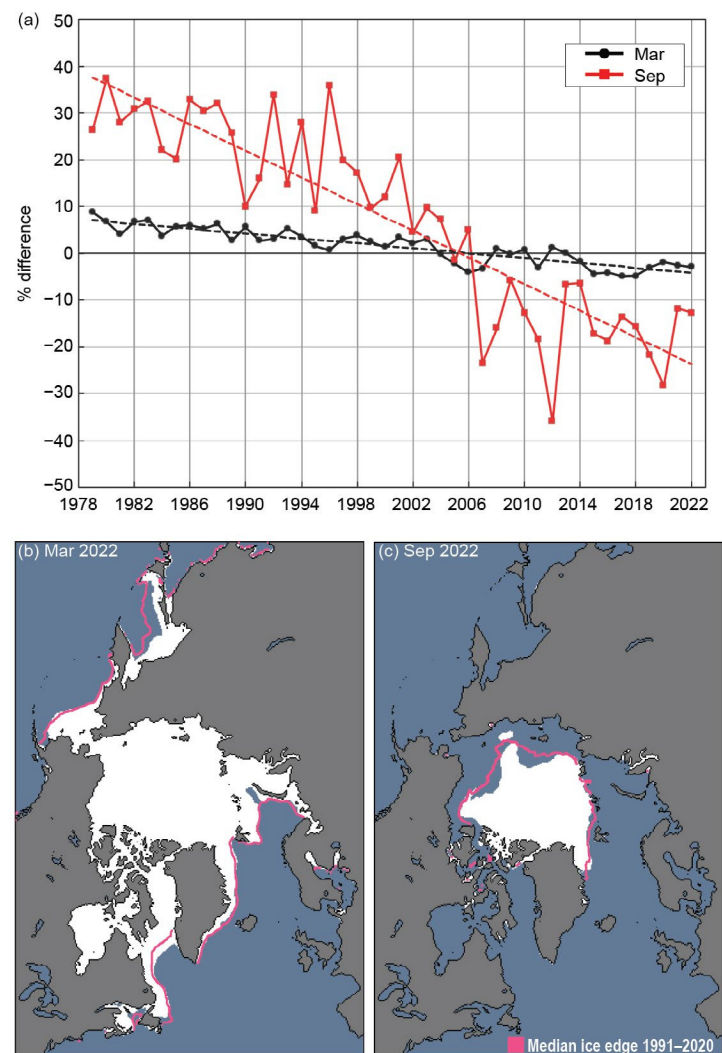 (a)
50
40
30
20
10
0
−10
−20
−30
−40
−50
% difference
Mar
Sep
1978 1982 1986 1990 1994 1998 2002 2006 2010 2014 2018 2022
(b) Mar 2022
(c) Sep 2022
Median ice edge 1991–2020